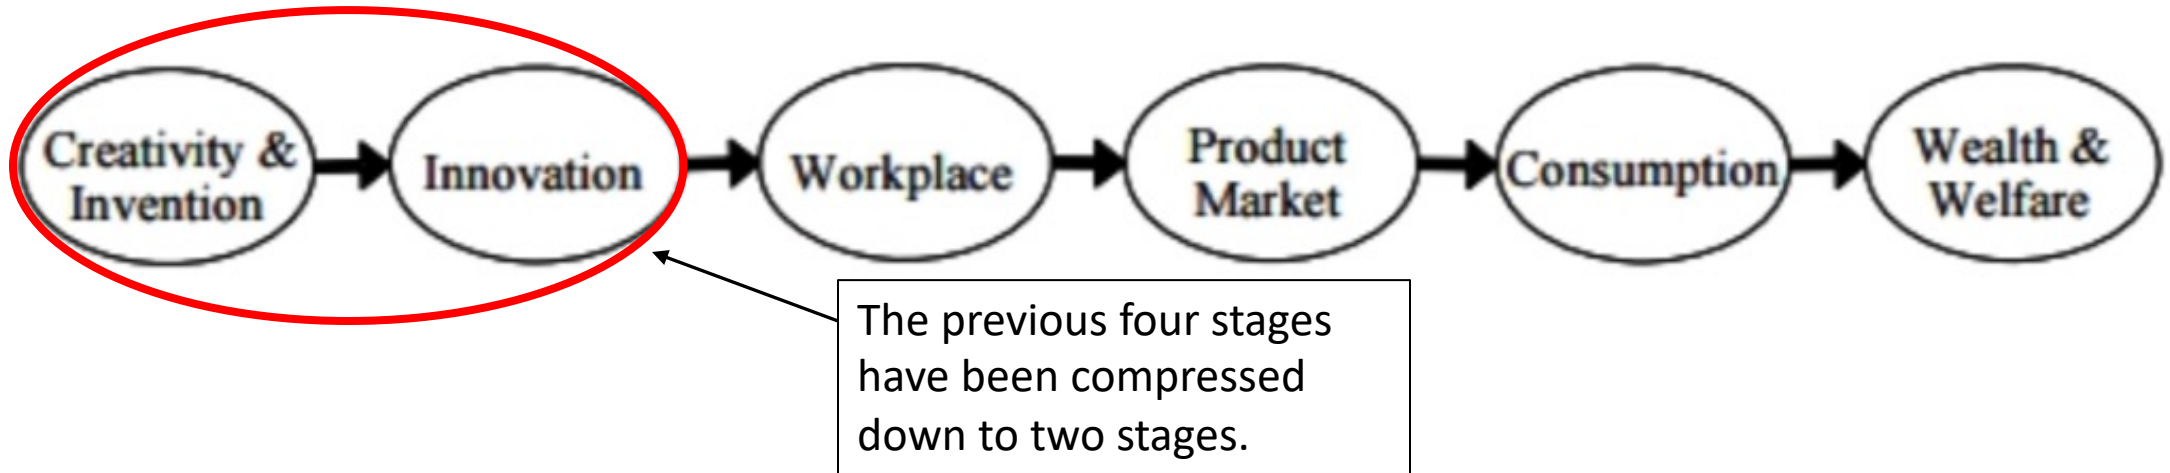 Creativity &
Invention
Innovation
Workplace
Product
Market
Consumption
Wealth &
Welfare
The previous four stages
have been compressed
down to two stages.